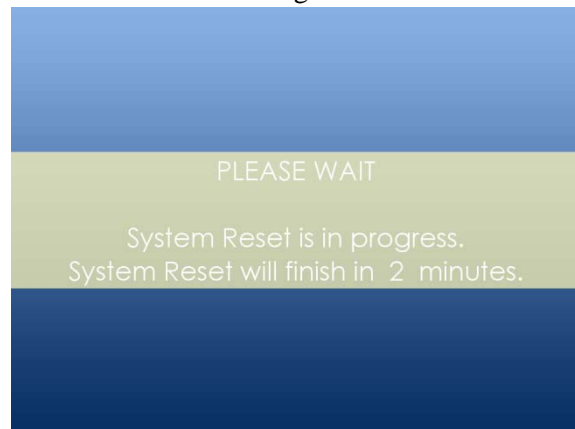 PLEASE WAIT
System Reset is in progress.
System Reset will finish in 2 minutes.